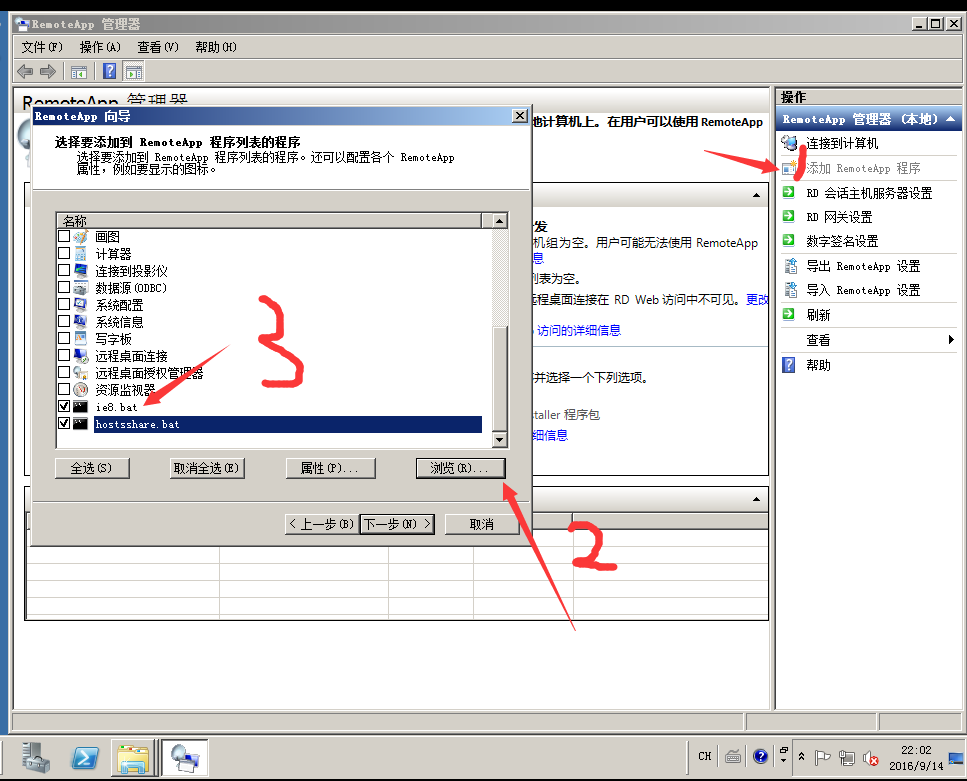 RemoteApp 管理器
文件(F) 操作(A) 查看(V) 帮助(H)
RemoteApp 管理器
RemoteApp 向导
选择要添加到 RemoteApp 程序列表的程序
选择要添加到 RemoteApp 程序列表的程序。还可以配置各个 RemoteApp
属性，例如要显示的图标。
名称
画图
计算器
连接到投影仪
数据源(ODBC)
系统配置
系统信息
写字板
远程桌面连接
远程桌面授权管理器
资源监视器
ie8.bat
hostsshare.bat
全选(S) 取消全选(E) 属性(P)... 浏览(R)...
< 上一步(B) 下一步(N) > 取消
3
2
他计算机上。在用户可以使用 RemoteApp
发
机组为空。用户可能无法使用 RemoteApp
息
列表为空。
远程桌面连接在 RD Web 访问中不可见。更改
访问的详细信息
并选择一个下列选项。
staller 程序包
细信息
操作
RemoteApp 管理器 (本地)
连接到计算机
1
添加 RemoteApp 程序
RD 会话主机服务器设置
RD 网关设置
数字签名设置
导出 RemoteApp 设置
导入 RemoteApp 设置
刷新
查看
帮助
CH
22:02
2016/9/14